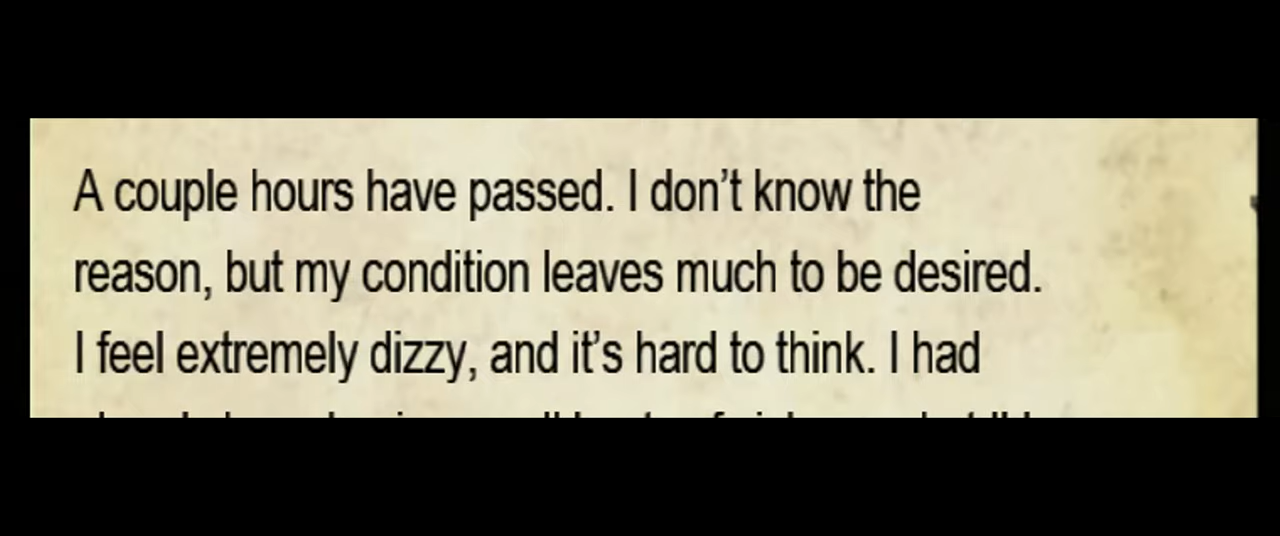 A couple hours have passed. I don’t know the
reason, but my condition leaves much to be desired.
I feel extremely dizzy, and it’s hard to think. I had